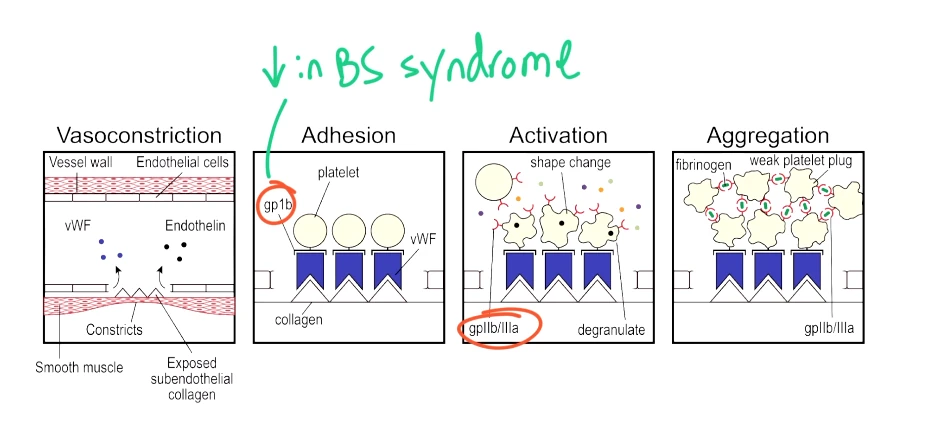 ↓ in BS syndrome
Vasoconstriction
Adhesion
Activation
Aggregation
Vessel wall
Endothelial cells
vWF
Endothelin
Constricts
Smooth muscle
Exposed
subendothelial
collagen
platelet
gp1b
vWF
collagen
shape change
gpIIb/IIIa
degranulate
fibrinogen
weak platelet plug
gpIIb/IIIa